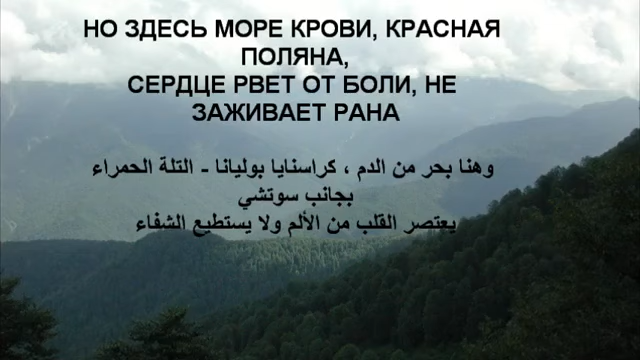 НО ЗДЕСЬ МОРЕ КРОВИ, КРАСНАЯ
ПОЛЯНА,
СЕРДЦЕ РВЕТ ОТ БОЛИ, НЕ
ЗАЖИВАЕТ РАНА
وهنا بحر من الدم ، كراسنايا بوليانا - التلة الحمراء
بجانب سوتشي
يعتصر القلب من الألم ولا يستطيع الشفاء